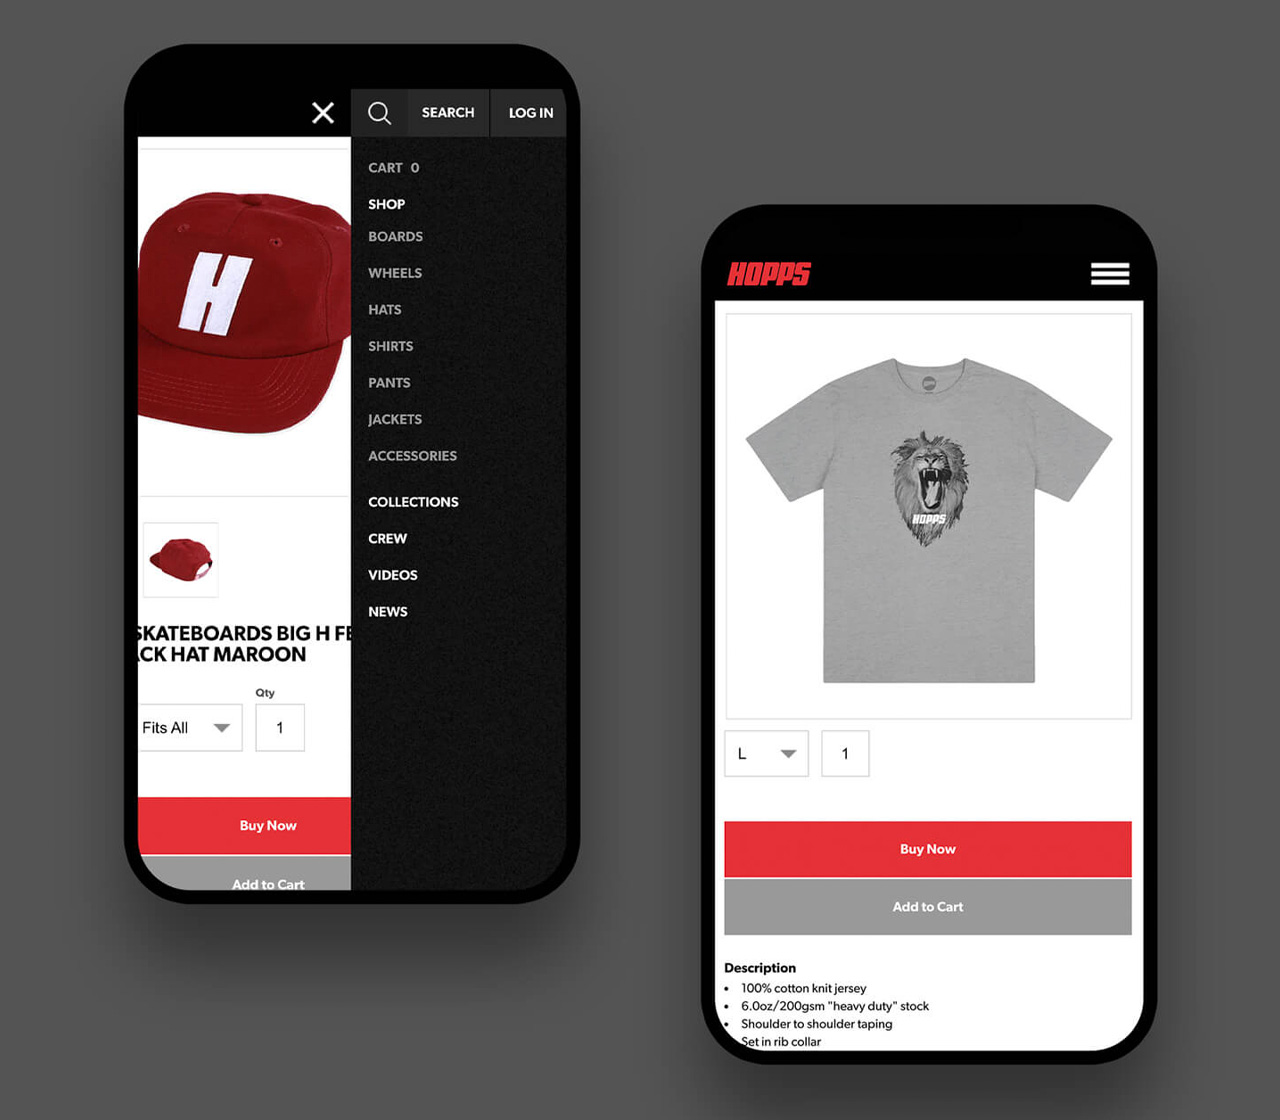 SEARCH
LOG IN
CART 0
SHOP
BOARDS
WHEELS
HATS
SHIRTS
PANTS
JACKETS
ACCESSORIES
COLLECTIONS
CREW
VIDEOS
NEWS
H
SKATEBOARDS BIG H FE
ACK HAT MAROON
Qty
Fits All
1
Buy Now
Add to Cart
HOPPS
HOPPS
L
1
Buy Now
Add to Cart
Description
• 100% cotton knit jersey
• 6.0oz/200gsm "heavy duty" stock
• Shoulder to shoulder taping
Set in rib collar